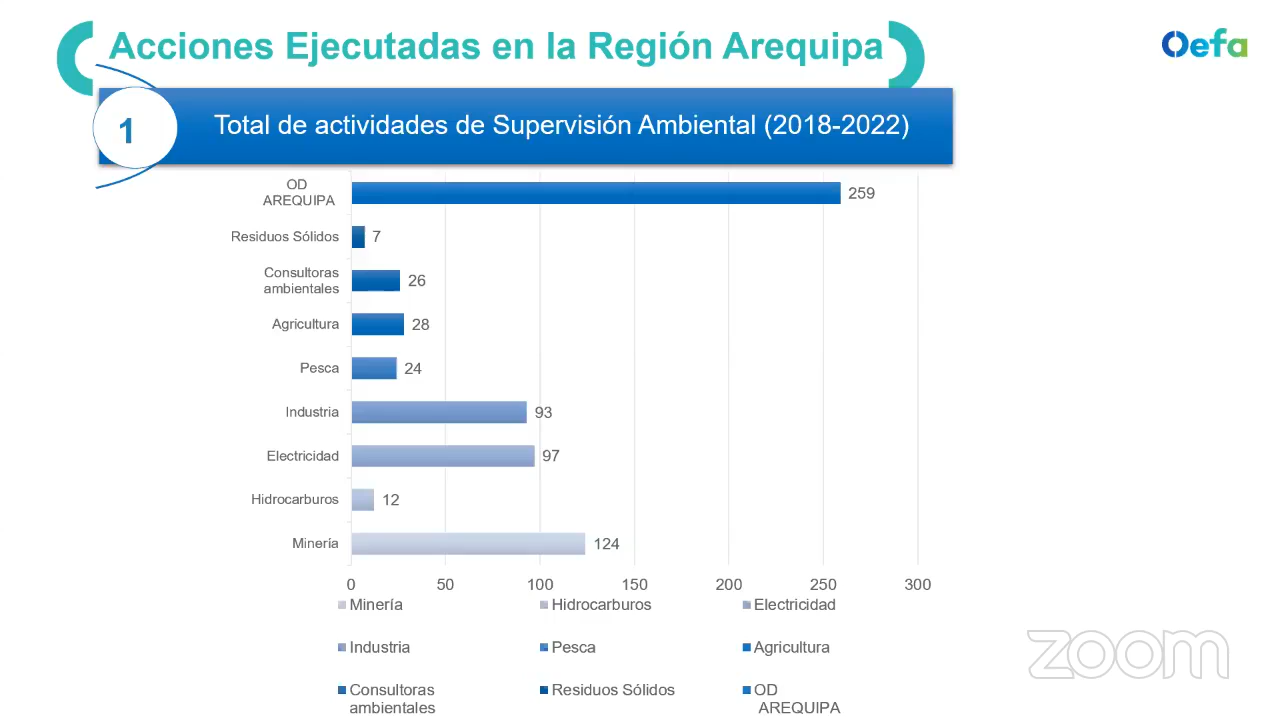 Acciones Ejecutadas en la Región Arequipa
Oefa
1
Total de actividades de Supervisión Ambiental (2018-2022)
OD
AREQUIPA
259
Residuos Sólidos
7
Consultoras
ambientales
26
Agricultura
28
Pesca
24
Industria
93
Electricidad
97
Hidrocarburos
12
Minería
124
0 50 100 150 200 250 300
Minería Hidrocarburos Electricidad
Industria Pesca Agricultura
Consultoras
ambientales
Residuos Sólidos
OD
AREQUIPA
zoom